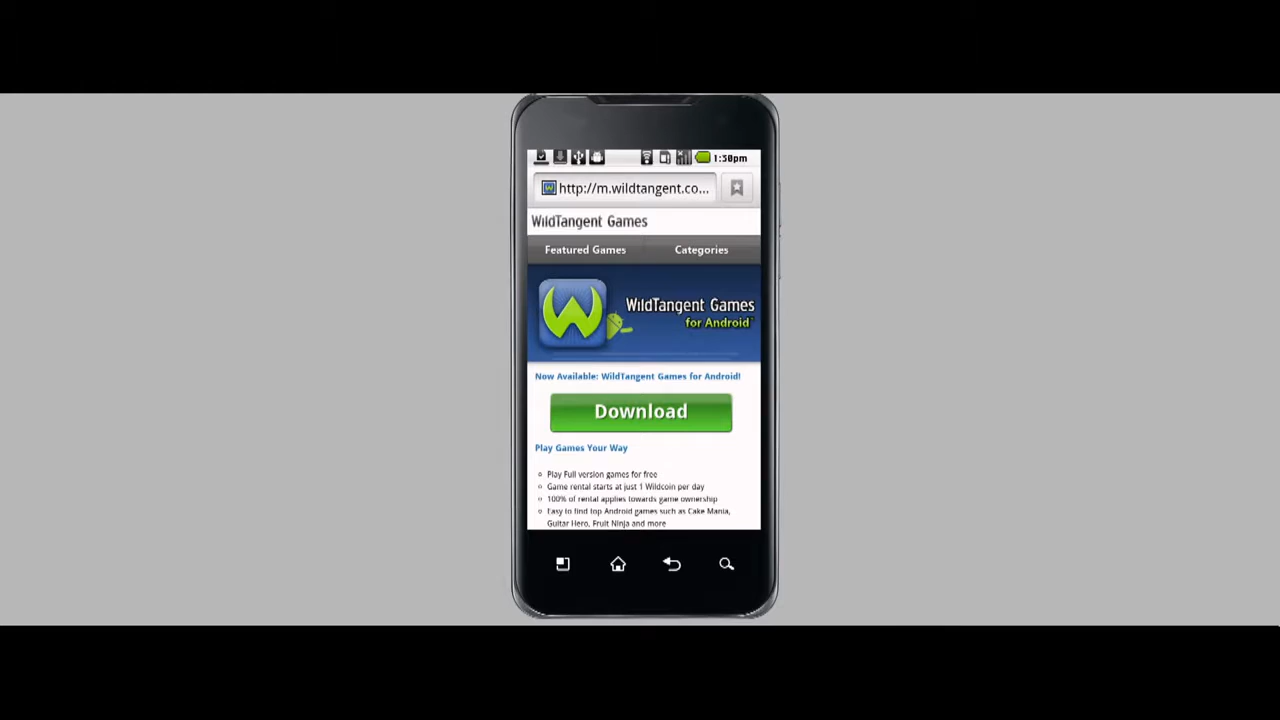 1:30pm
http://m.wildtangent.co...
WildTangent Games
Featured Games Categories
WildTangent Games
for Android™
Now Available: WildTangent Games for Android!
Download
Play Games Your Way
Play Full version games for free
Game rental starts at just 1 Wildcoin per day
100% of rental applies towards game ownership
Easy to find top Android games such as Cake Mania,
Guitar Hero, Fruit Ninja and more